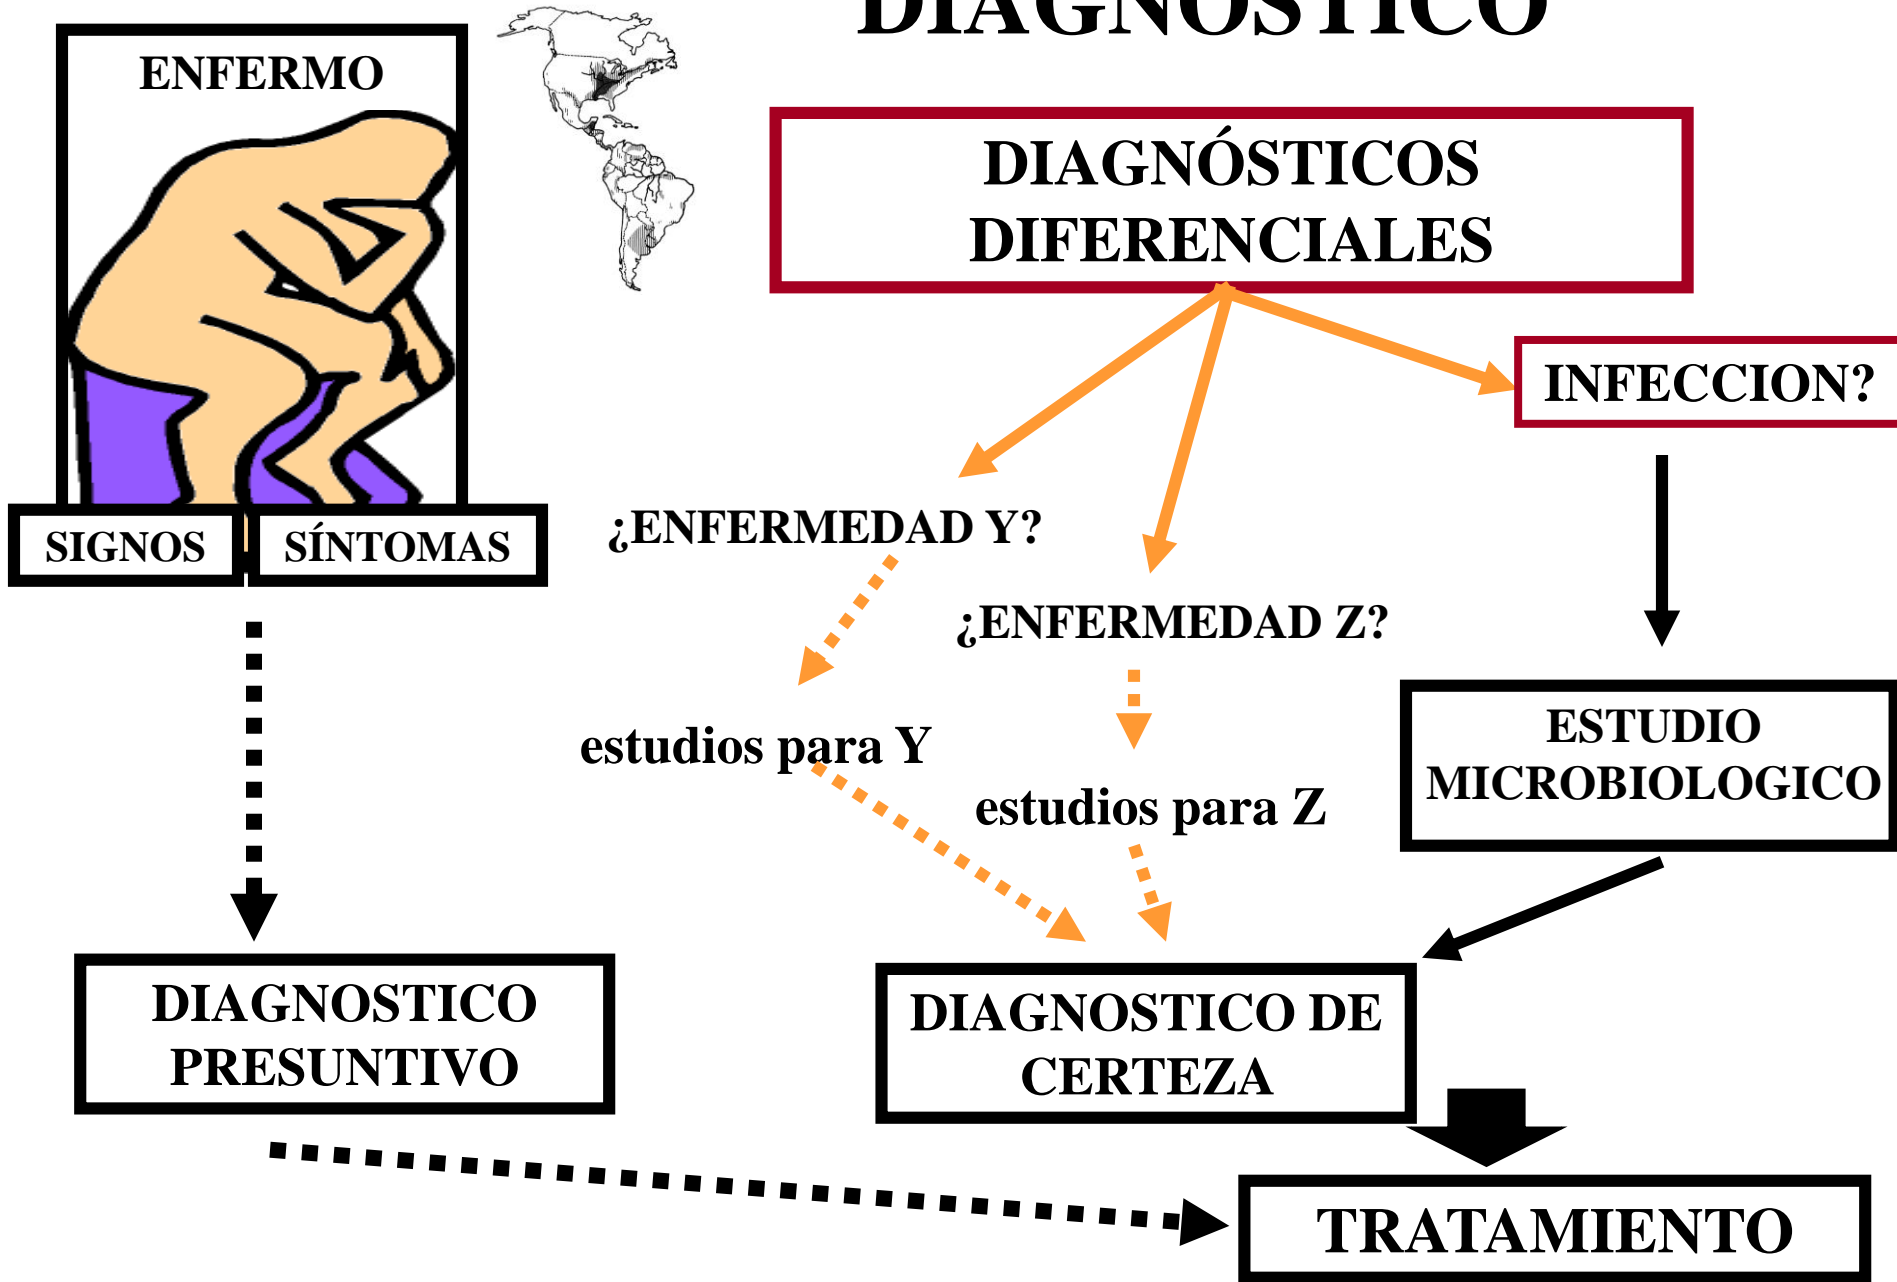 DIAGNOSTICO
ENFERMO
DIAGNÓSTICOS
DIFERENCIALES
INFECCION?
¿ENFERMEDAD Y?
SIGNOS
SÍNTOMAS
¿ENFERMEDAD Z?
estudios para Y
estudios para Z
ESTUDIO
MICROBIOLOGICO
DIAGNOSTICO
PRESUNTIVO
DIAGNOSTICO DE
CERTEZA
TRATAMIENTO